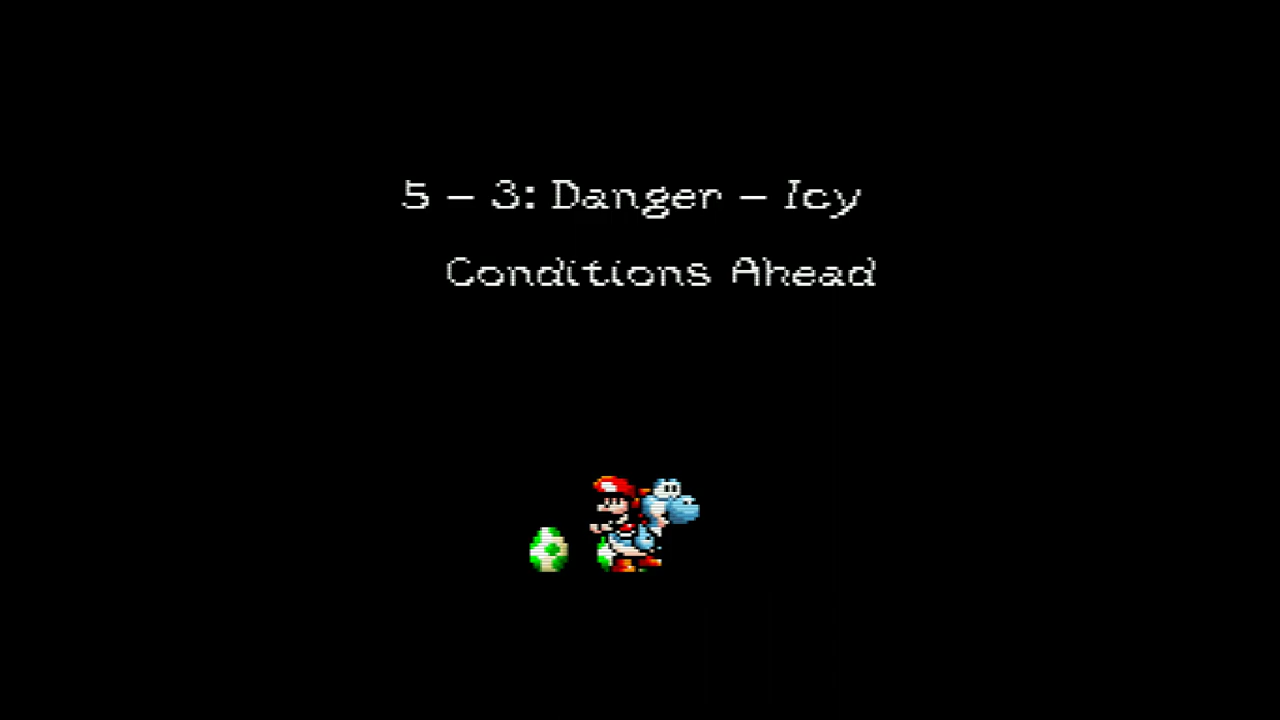 5 – 3: Danger – Icy
Conditions Ahead